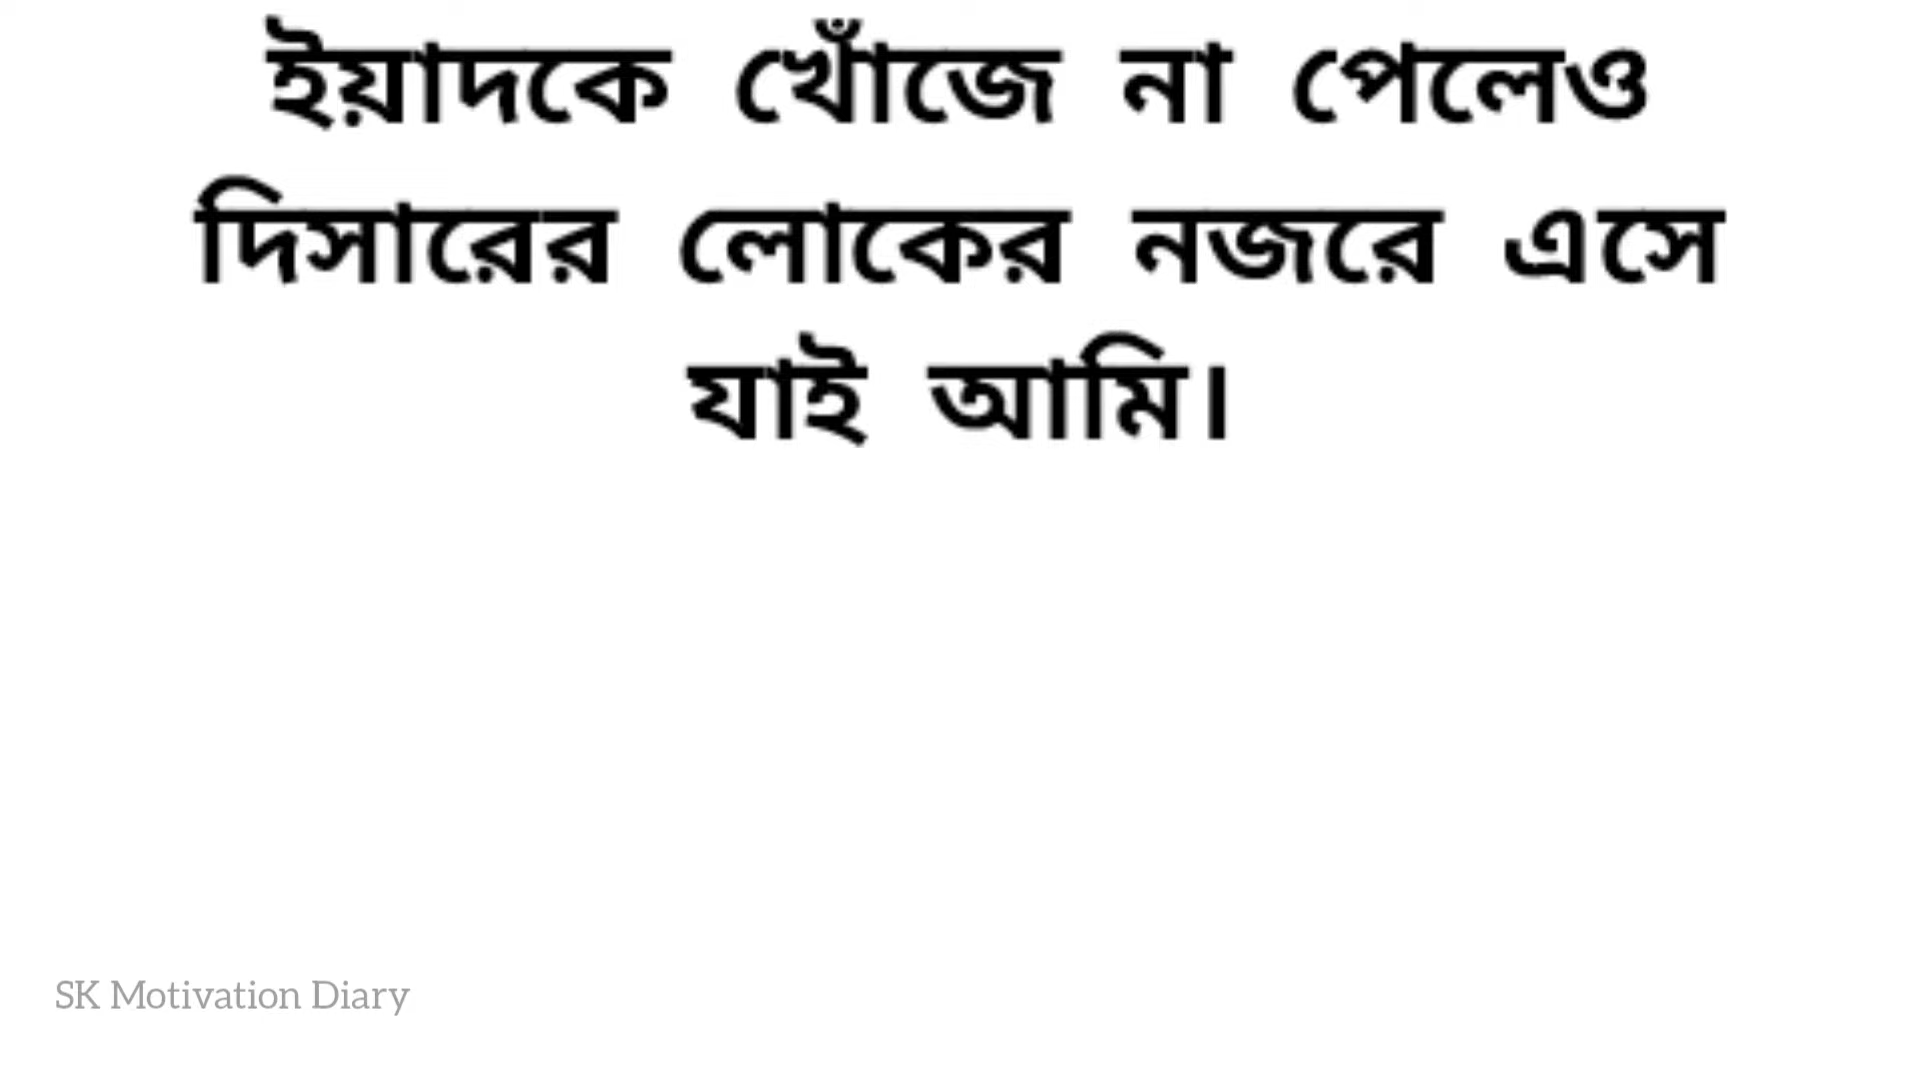 ইয়াদকে খোঁজে না পেলেও
দিসারের লোকের নজরে এসে
যাই আমি।
SK Motivation Diary